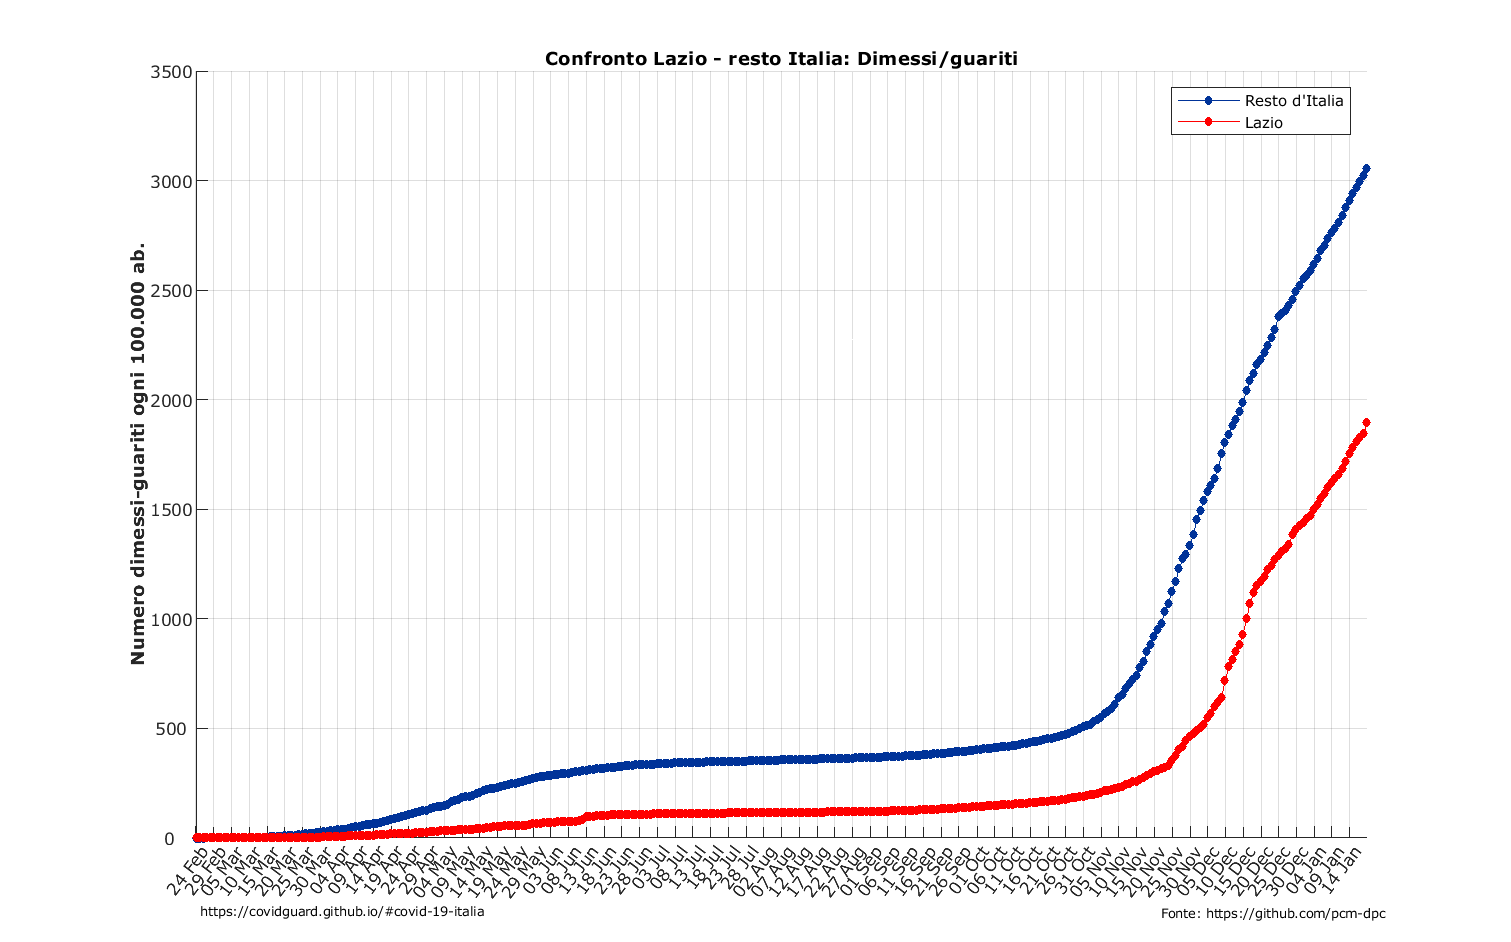 Confronto Lazio - resto Italia: Dimessi/guariti
Numero dimessi-guariti ogni 100.000 ab.
3500
3000
2500
2000
1500
1000
500
0
Resto d'Italia
Lazio
24 Feb
29 Feb
05 Mar
10 Mar
15 Mar
20 Mar
25 Mar
30 Mar
04 Apr
09 Apr
14 Apr
19 Apr
24 Apr
29 Apr
04 May
09 May
14 May
19 May
24 May
29 May
03 Jun
08 Jun
13 Jun
18 Jun
23 Jun
28 Jun
03 Jul
08 Jul
13 Jul
18 Jul
23 Jul
28 Jul
02 Aug
07 Aug
12 Aug
17 Aug
22 Aug
27 Aug
01 Sep
06 Sep
11 Sep
16 Sep
21 Sep
26 Sep
01 Oct
06 Oct
11 Oct
16 Oct
21 Oct
26 Oct
31 Oct
05 Nov
10 Nov
15 Nov
20 Nov
25 Nov
30 Nov
05 Dec
10 Dec
15 Dec
20 Dec
25 Dec
30 Dec
04 Jan
09 Jan
14 Jan
https://covidguard.github.io/#covid-19-italia
Fonte: https://github.com/pcm-dpc